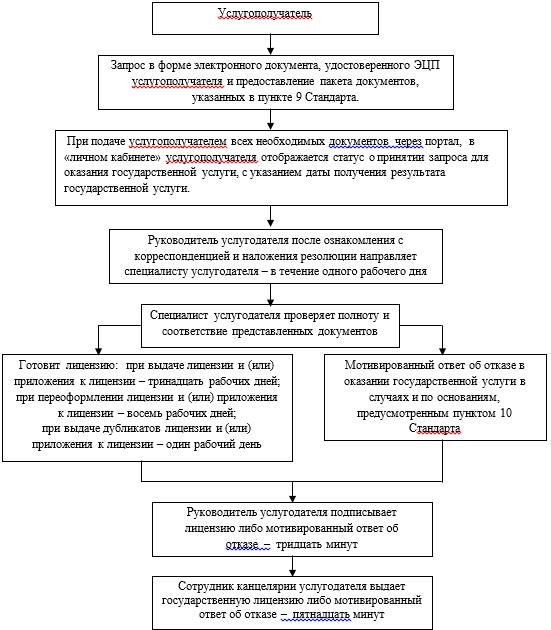 Услугополучатель
Запрос в форме электронного документа, удостоверенного ЭЦП
услугополучателя и предоставление пакета документов,
указанных в пункте 9 Стандарта.
При подаче услугополучателем всех необходимых документов через портал, в
«личном кабинете» услугополучателя отображается статус о принятии запроса для
оказания государственной услуги, с указанием даты получения результата
государственной услуги.
Руководитель услугодателя после ознакомления с
корреспонденцией и наложения резолюции направляет
специалисту услугодателя – в течение одного рабочего дня
Специалист услугодателя проверяет полноту и
соответствие представленных документов
Готовит лицензию: при выдаче лицензии и (или)
приложения к лицензии – тринадцать рабочих дней;
при переоформлении лицензии и (или) приложения
к лицензии – восемь рабочих дней;
при выдаче дубликатов лицензии и (или)
приложения к лицензии – один рабочий день
Мотивированный ответ об отказе в
оказании государственной услуги в
случаях и по основаниям,
предусмотренным пунктом 10
Стандарта
Руководитель услугодателя подписывает
лицензию либо мотивированный ответ об
отказе – тридцать минут
Сотрудник канцелярии услугодателя выдает
государственную лицензию либо мотивированный
ответ об отказе – пятнадцать минут